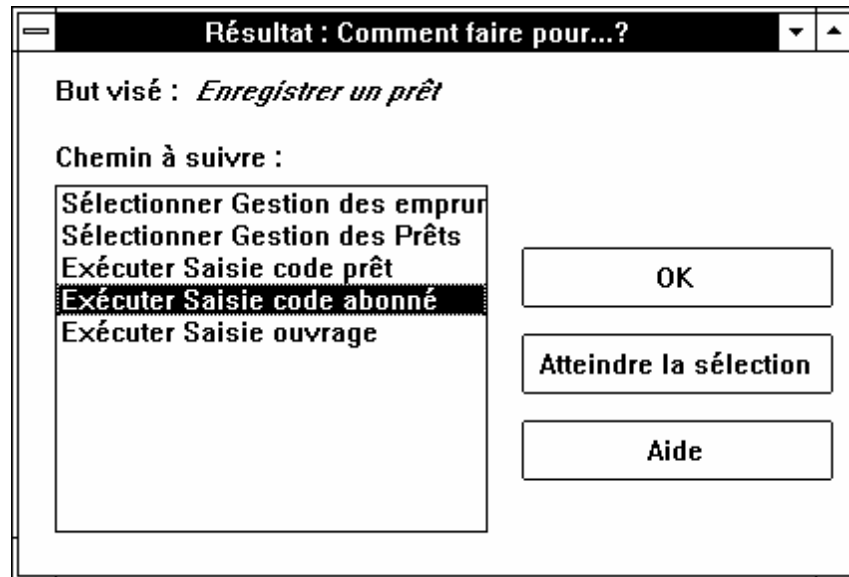 Résultat : Comment faire pour...?
But visé : Enregistrer un prêt
Chemin à suivre :
Sélectionner Gestion des emprur
Sélectionner Gestion des Prêts
Exécuter Saisie code prêt
Exécuter Saisie code abonné
Exécuter Saisie ouvrage
OK
Atteindre la sélection
Aide